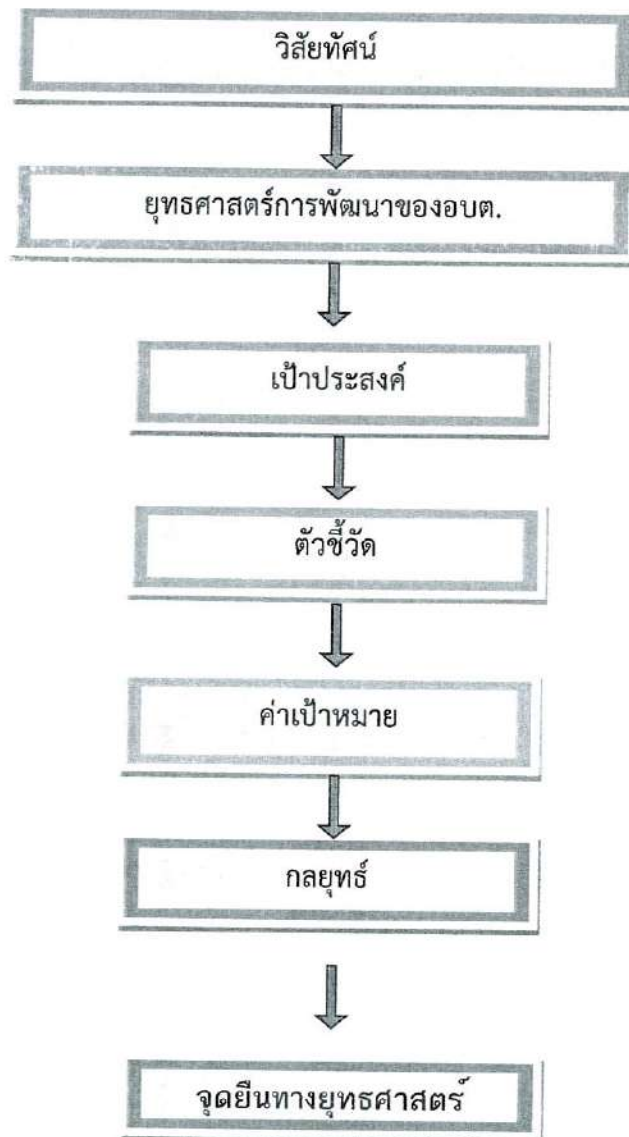 วิสัยทัศน์
ยุทธศาสตร์การพัฒนาของอบต.
เป้าประสงค์
ตัวชี้วัด
ค่าเป้าหมาย
กลยุทธ์
จุดยืนทางยุทธศาสตร์